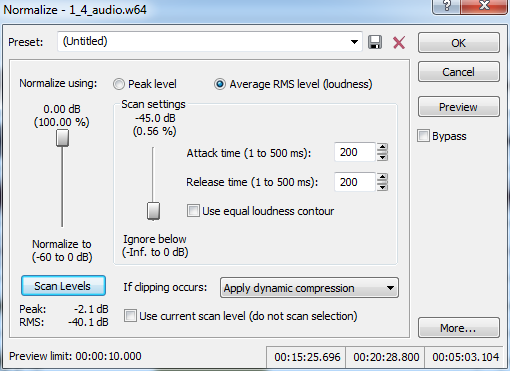 Normalize - 1_4_audio.w64
Preset: (Untitled)
OK
Cancel
Preview
Bypass
More...
Normalize using: Peak level Average RMS level (loudness)
0.00 dB
(100.00 %)
Normalize to
(-60 to 0 dB)
Scan settings
-45.0 dB
(0.56 %)
Attack time (1 to 500 ms): 200
Release time (1 to 500 ms): 200
Use equal loudness contour
Ignore below
(-Inf. to 0 dB)
Scan Levels
If clipping occurs: Apply dynamic compression
Peak: -2.1 dB
RMS: -40.1 dB
Use current scan level (do not scan selection)
Preview limit: 00:00:10.000 00:15:25.696 00:20:28.800 00:05:03.104